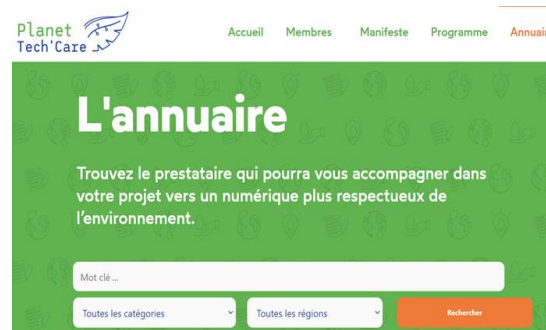 Planet
Tech'Care
Accueil Membres Manifeste Programme Annuair
L'annuaire
Trouvez le prestataire qui pourra vous accompagner dans
votre projet vers un numérique plus respectueux de
l'environnement.
Mot clé ...
Toutes les catégories Toutes les régions Rechercher